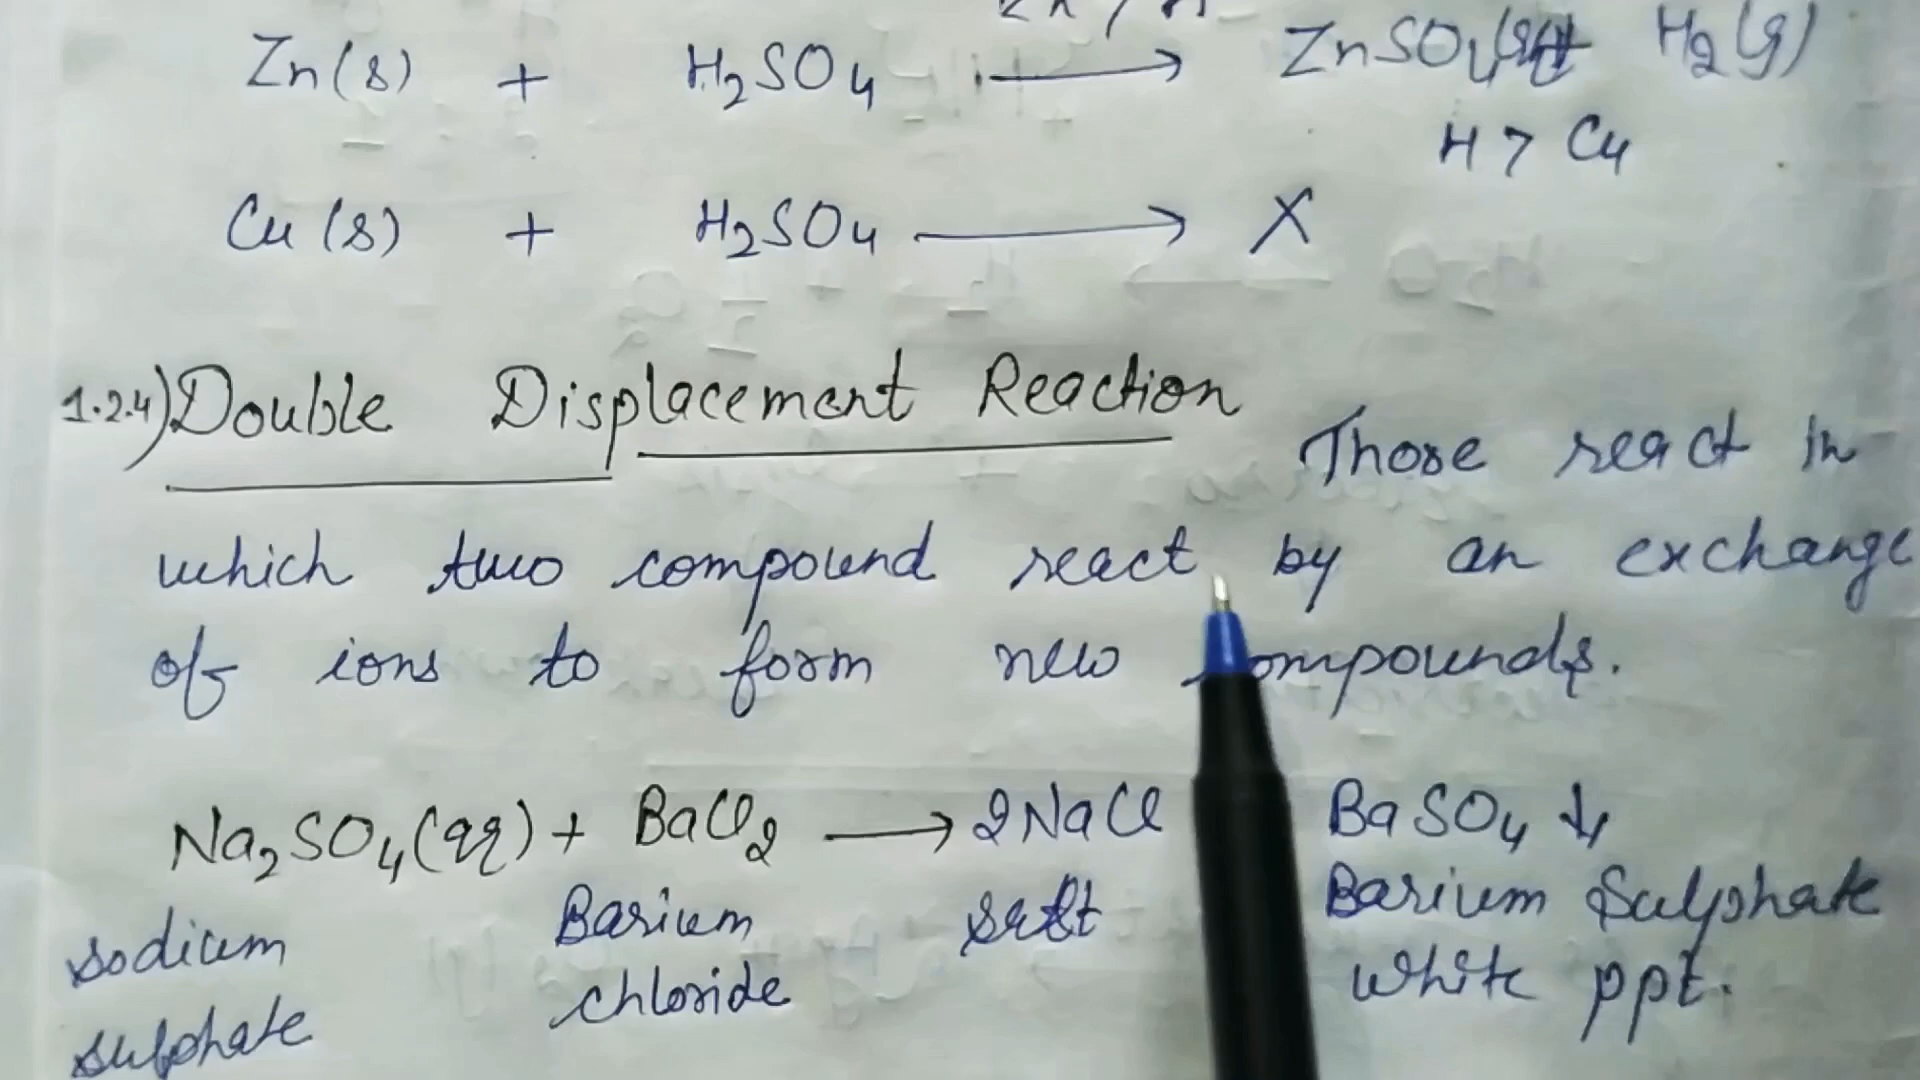 Zn(s) + H₂SO₄ → ZnSO₄ H₂(g)
H > Cu
Cu(s) + H₂SO₄ → X
1.2.4) Double Displacement Reaction
Those react in
which two compound react by an exchange
of ions to form new compounds.
Na₂SO₄(aq) + BaCl₂ → 2NaCl BaSO₄ ↓
sodium Barium salt Barium Sulphate
sulphate chloride white ppt.